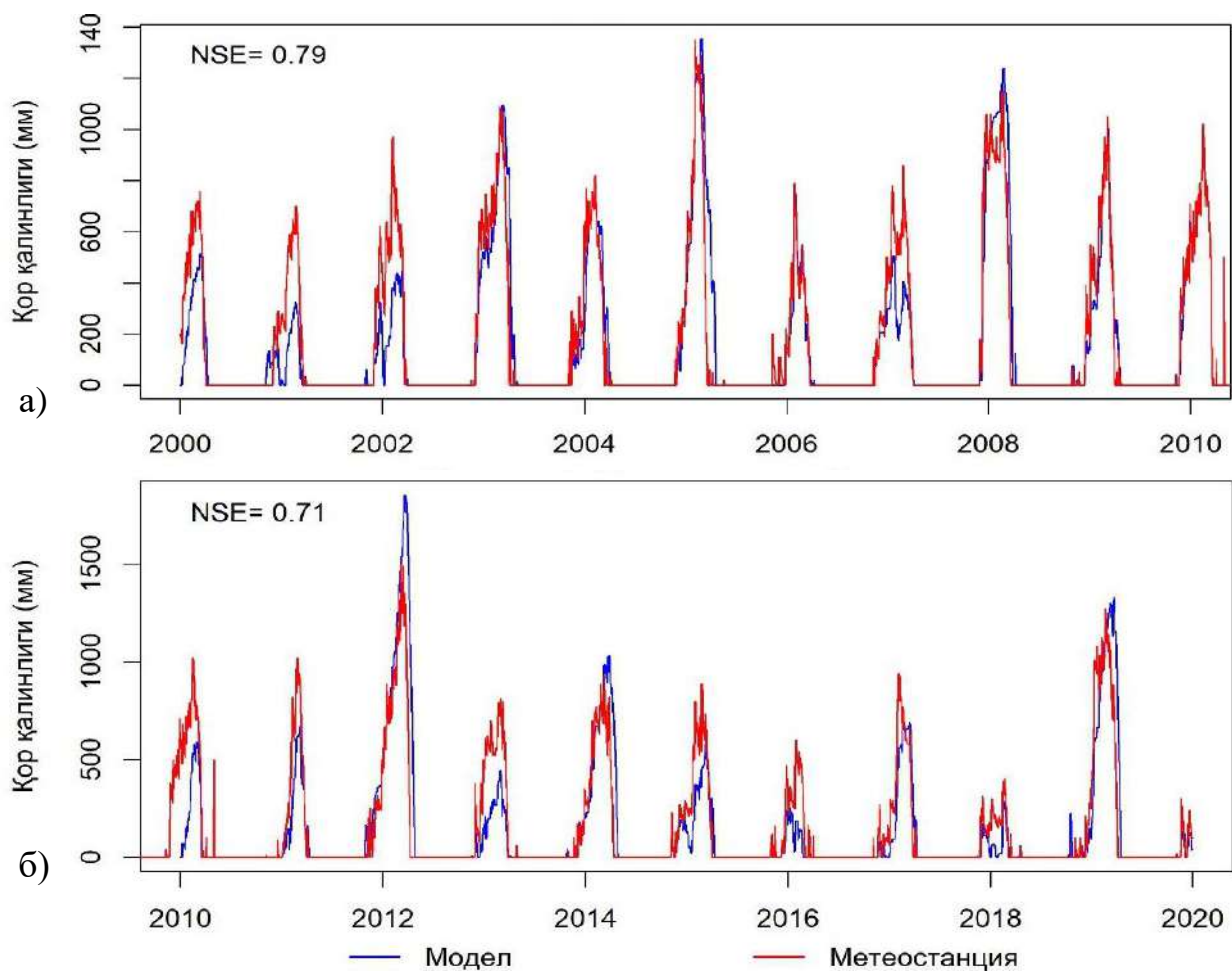 NSE= 0.79
Қор қалинлиги (мм)
0 200 600 1000 140
а)
2000 2002 2004 2006 2008 2010
NSE= 0.71
Қор қалинлиги (мм)
0 500 1000 1500
б)
2010 2012 2014 2016 2018 2020
Модел Метеостанция